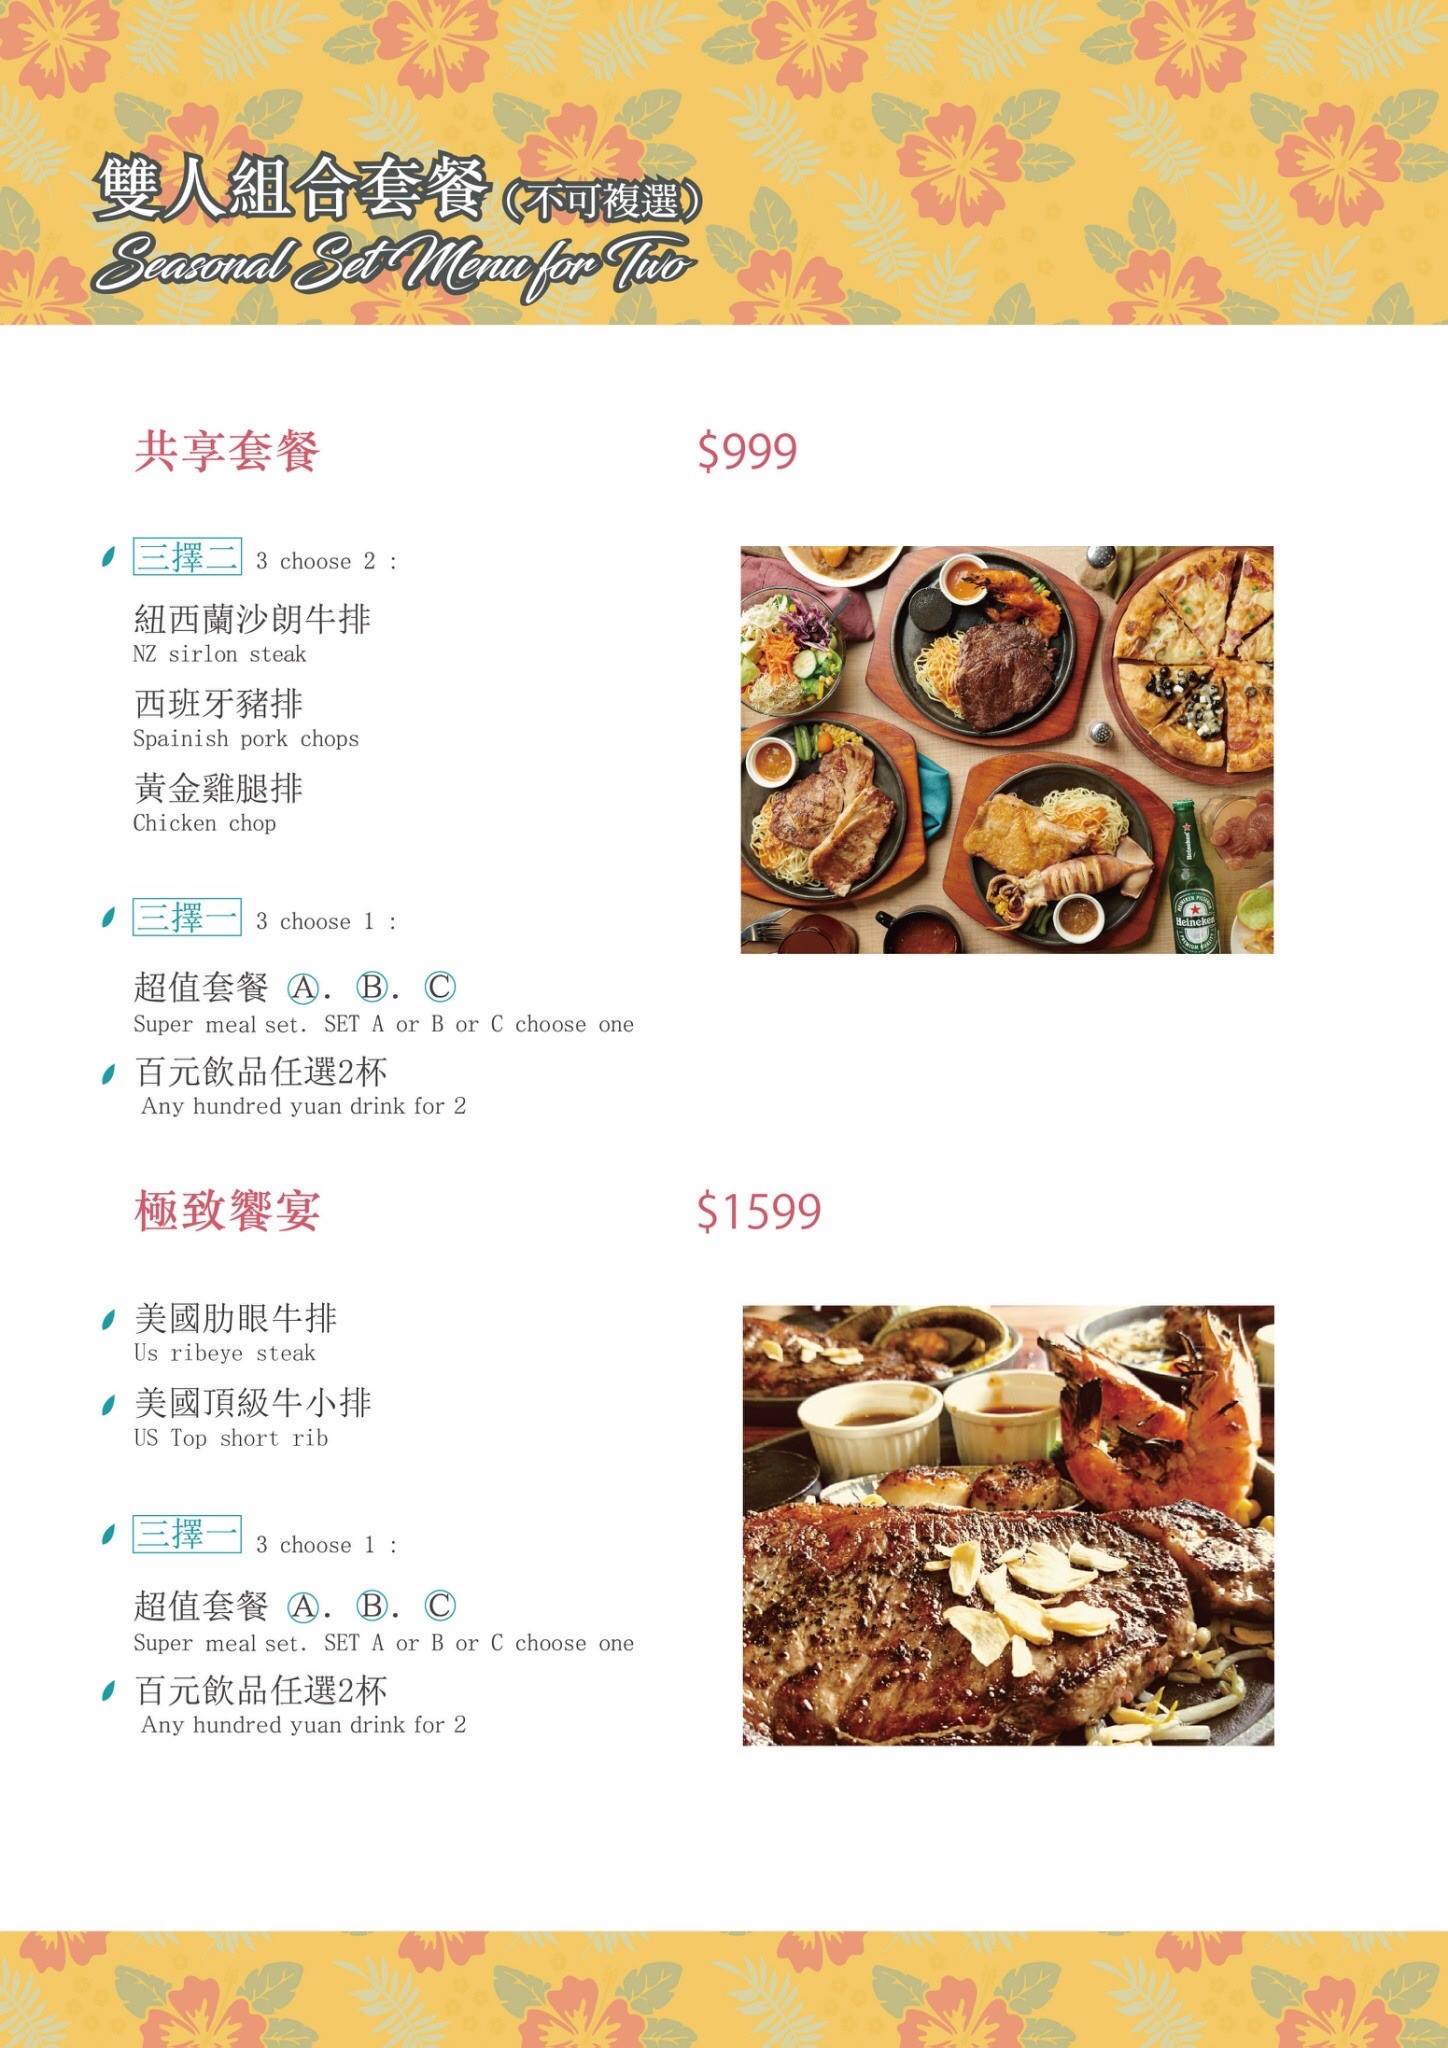 雙人組合套餐（不可複選）
Seasonal Set Menu for Two
共享套餐 $999
三擇二 3 choose 2 :
紐西蘭沙朗牛排
NZ sirlon steak
西班牙豬排
Spainish pork chops
黃金雞腿排
Chicken chop
三擇一 3 choose 1 :
超值套餐 Ⓐ. Ⓑ. Ⓒ
Super meal set. SET A or B or C choose one
百元飲品任選2杯
Any hundred yuan drink for 2
Heineken
極致饗宴 $1599
美國肋眼牛排
Us ribeye steak
美國頂級牛小排
US Top short rib
三擇一 3 choose 1 :
超值套餐 Ⓐ. Ⓑ. Ⓒ
Super meal set. SET A or B or C choose one
百元飲品任選2杯
Any hundred yuan drink for 2